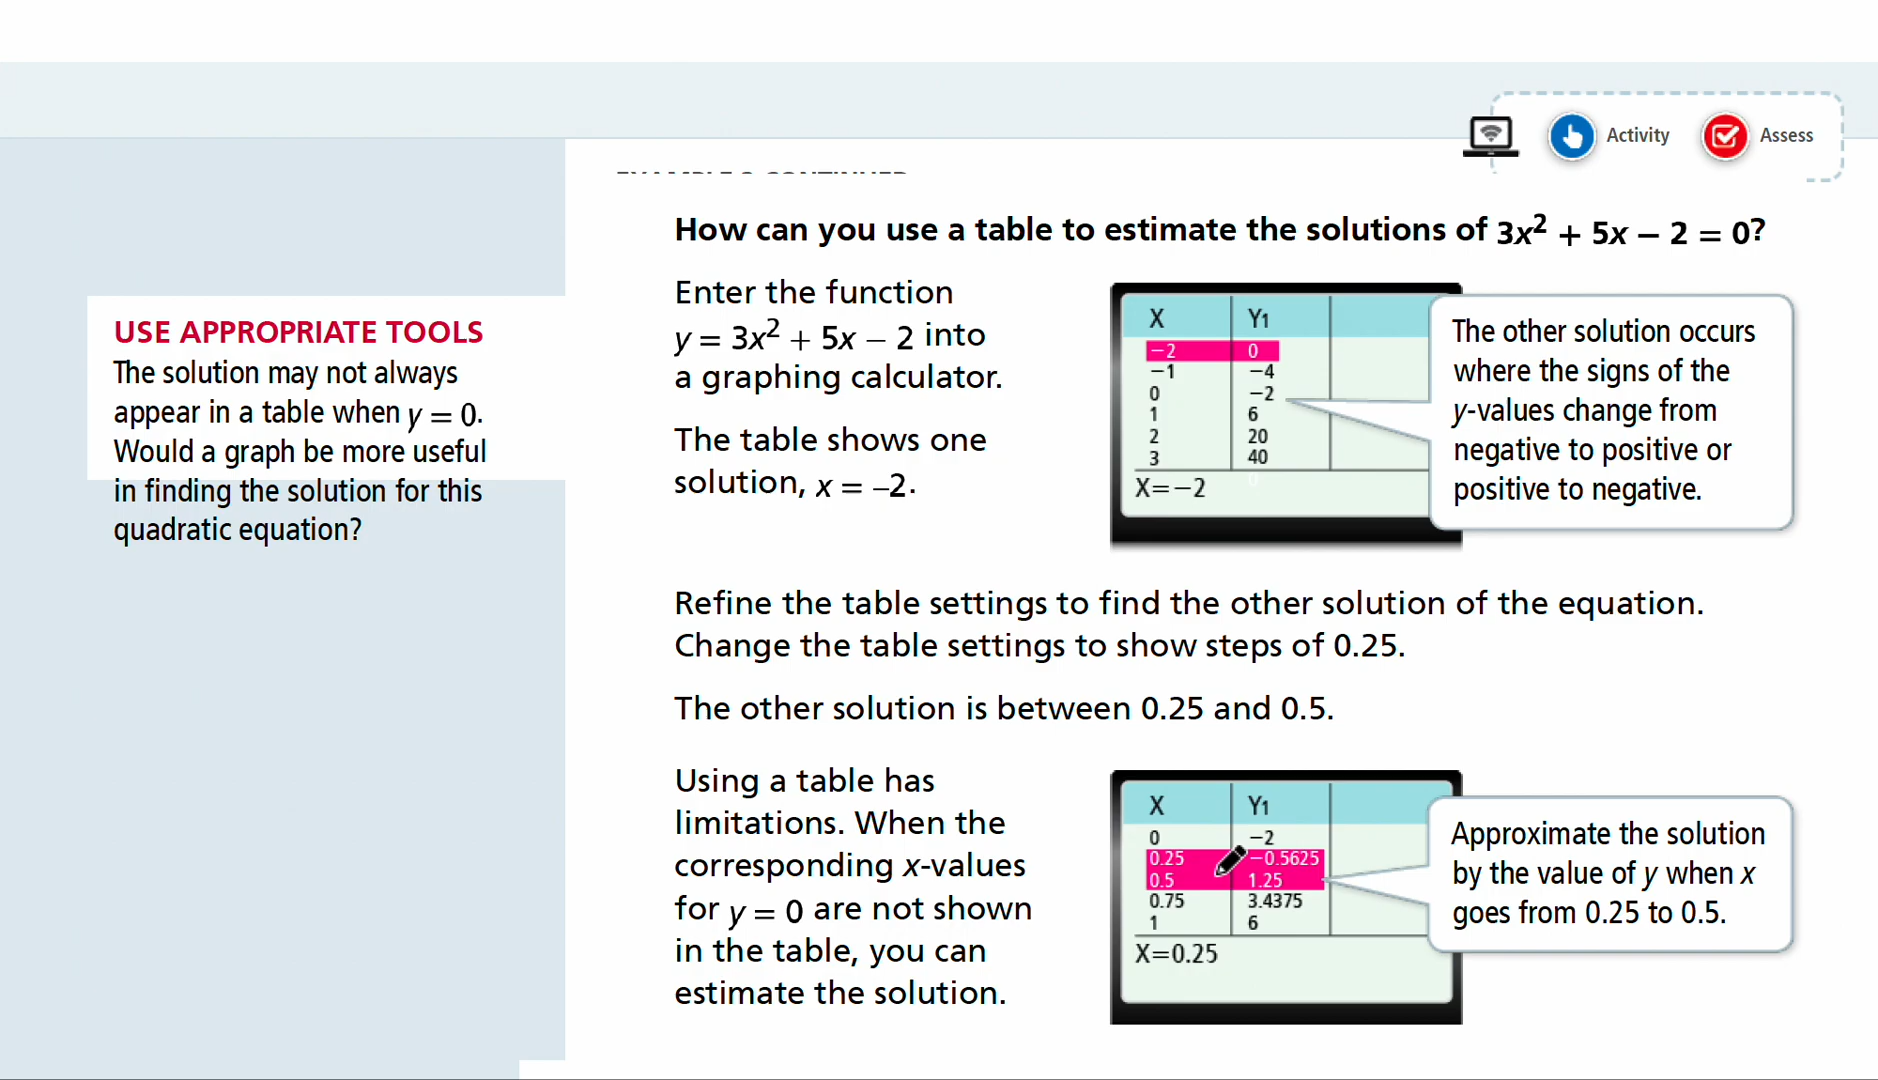 Activity
Assess
How can you use a table to estimate the solutions of 3x² + 5x − 2 = 0?
USE APPROPRIATE TOOLS
The solution may not always
appear in a table when y = 0.
Would a graph be more useful
in finding the solution for this
quadratic equation?
Enter the function
y = 3x² + 5x − 2 into
a graphing calculator.
The table shows one
solution, x = −2.
X Y1
−2 0
−1 −4
0 −2
1 6
2 20
3 40
X=−2
The other solution occurs
where the signs of the
y-values change from
negative to positive or
positive to negative.
Refine the table settings to find the other solution of the equation.
Change the table settings to show steps of 0.25.
The other solution is between 0.25 and 0.5.
Using a table has
limitations. When the
corresponding x-values
for y = 0 are not shown
in the table, you can
estimate the solution.
X Y1
0 −2
0.25 −0.5625
0.5 1.25
0.75 3.4375
1 6
X=0.25
Approximate the solution
by the value of y when x
goes from 0.25 to 0.5.